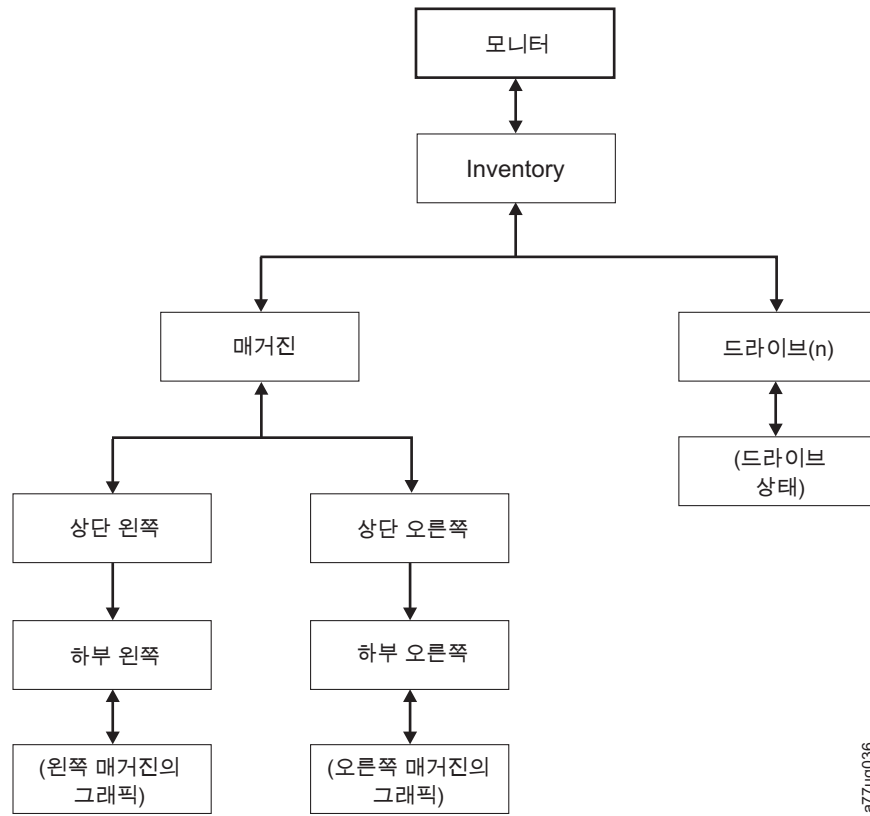 모니터
Inventory
매거진
드라이브(n)
(드라이브
상태)
상단 왼쪽
상단 오른쪽
하부 왼쪽
하부 오른쪽
(왼쪽 매거진의
그래픽)
(오른쪽 매거진의
그래픽)
a77ug036